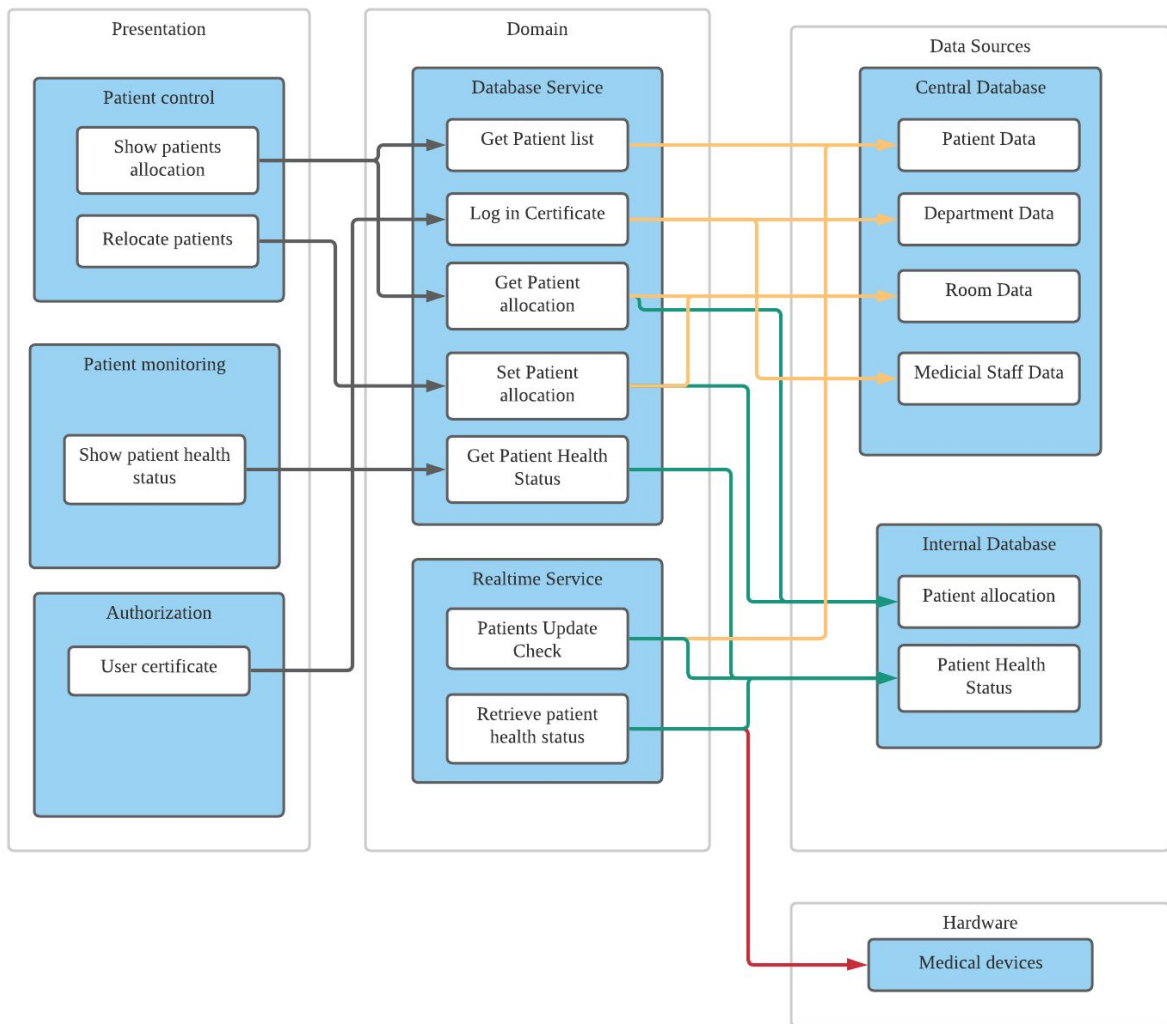 Presentation
Patient control
Show patients
allocation
Relocate patients
Patient monitoring
Show patient health
status
Authorization
User certificate
Domain
Database Service
Get Patient list
Log in Certificate
Get Patient
allocation
Set Patient
allocation
Get Patient Health
Status
Realtime Service
Patients Update
Check
Retrieve patient
health status
Data Sources
Central Database
Patient Data
Department Data
Room Data
Medicial Staff Data
Internal Database
Patient allocation
Patient Health
Status
Hardware
Medical devices